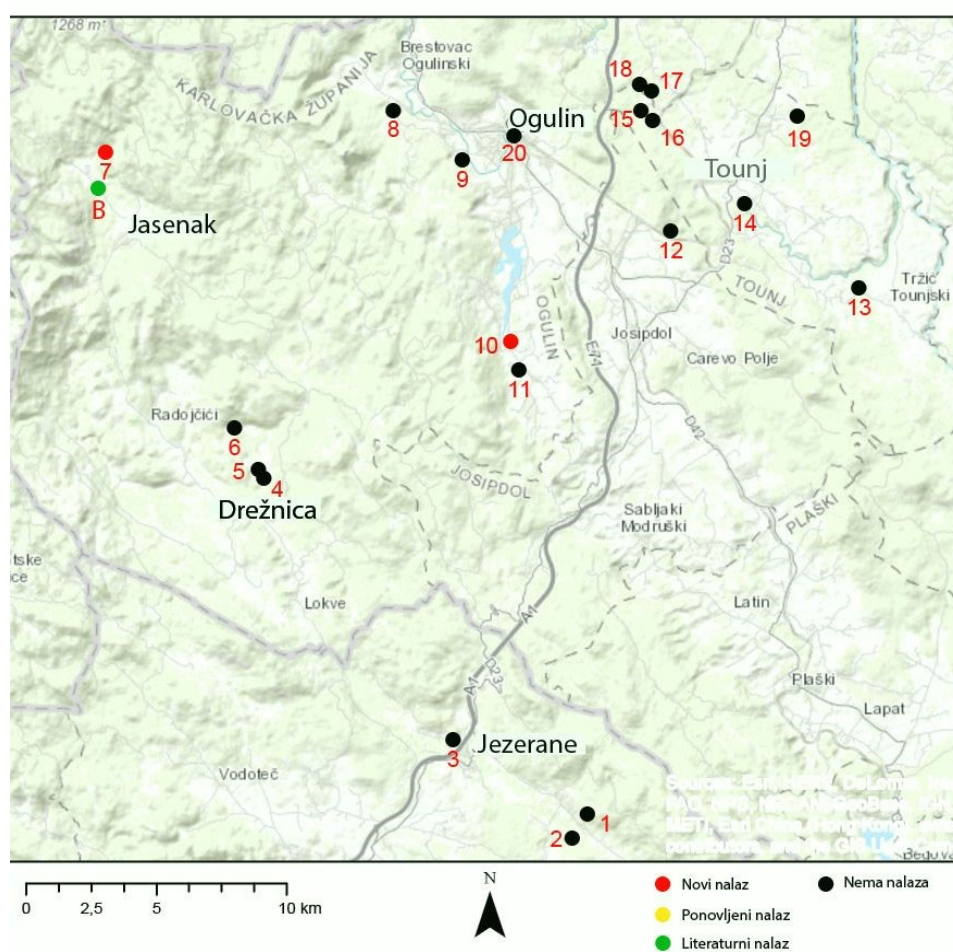 1268 m
Brestovac
Ogulinski
KARLOVAČKA ŽUPANIJA
18
17
8
15
16
Ogulin
20
19
9
7
B
Jasenak
Tounj
14
12
D23
TOUNJ
Tržić
Tounjski
13
OGULIN
10
11
E71
Josipdol
Carevo Polje
D42
Radojčići
6
5
4
Drežnica
JOSIPDOL
Sabljaki
Modruški
PLAŠKI
Lokve
Latin
A1
D23
A1
Plaški
Lapat
3
Jezerane
Vodoteč
1
2
0
2,5
5
10 km
N
Novi nalaz
Nema nalaza
Ponovljeni nalaz
Literaturni nalaz